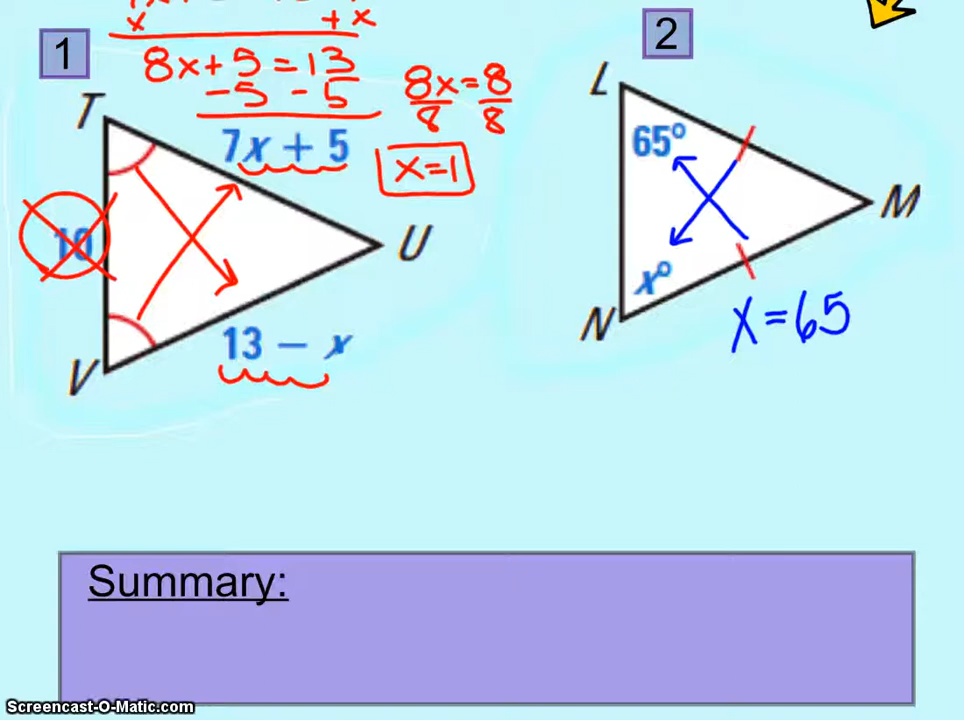 x + x
1
8x + 5 = 13
- 5 - 5
8x = 8
8 8
x = 1
T
7x + 5
10
U
V
13 – x
2
L
65°
M
x°
N
x = 65
Summary:
Screencast-O-Matic.com